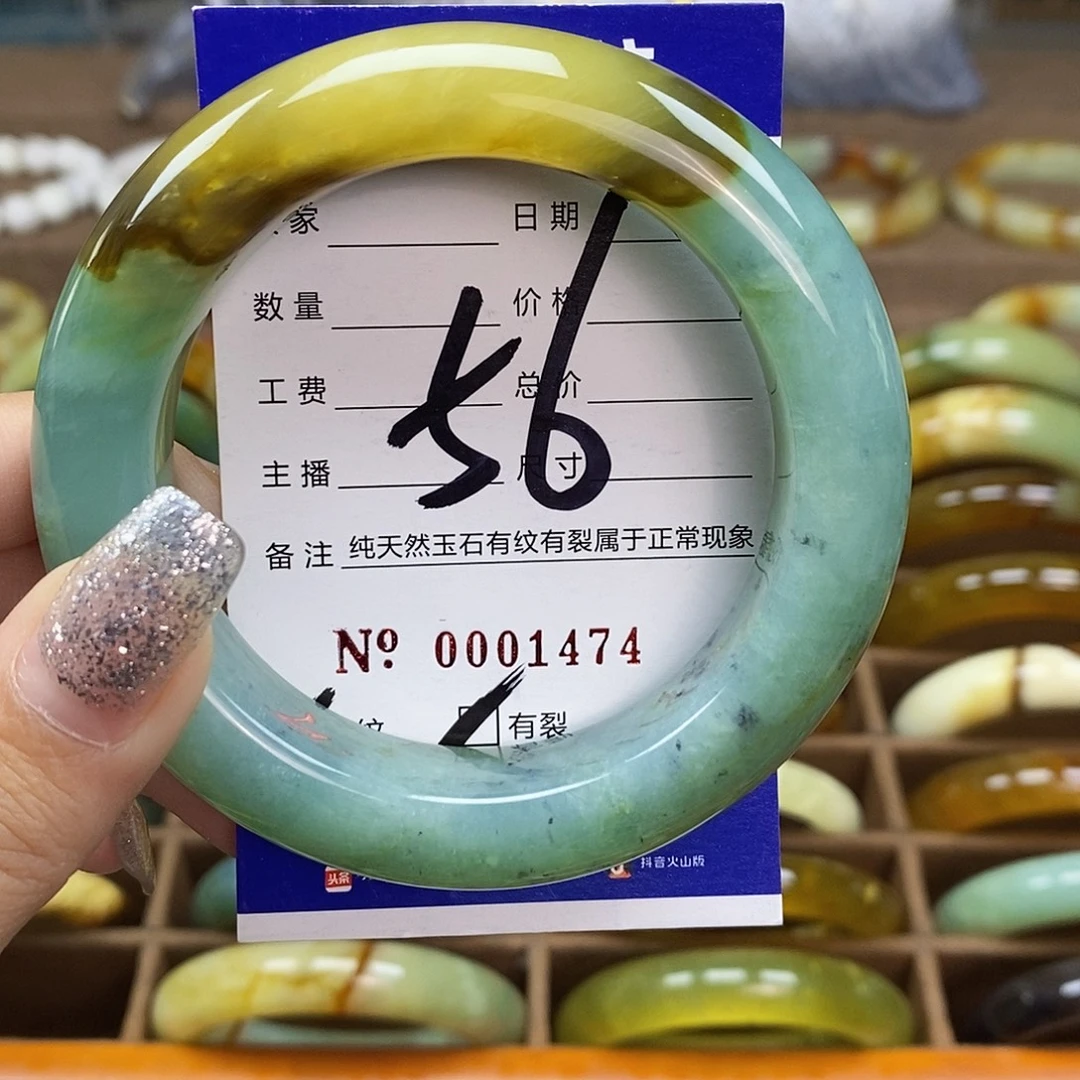 家 日期
数量 价格
工费 总价
主播 尺寸
56
备注 纯天然玉石有纹有裂属于正常现象
Nº 0001474
纹 有裂
头条 抖音火山版